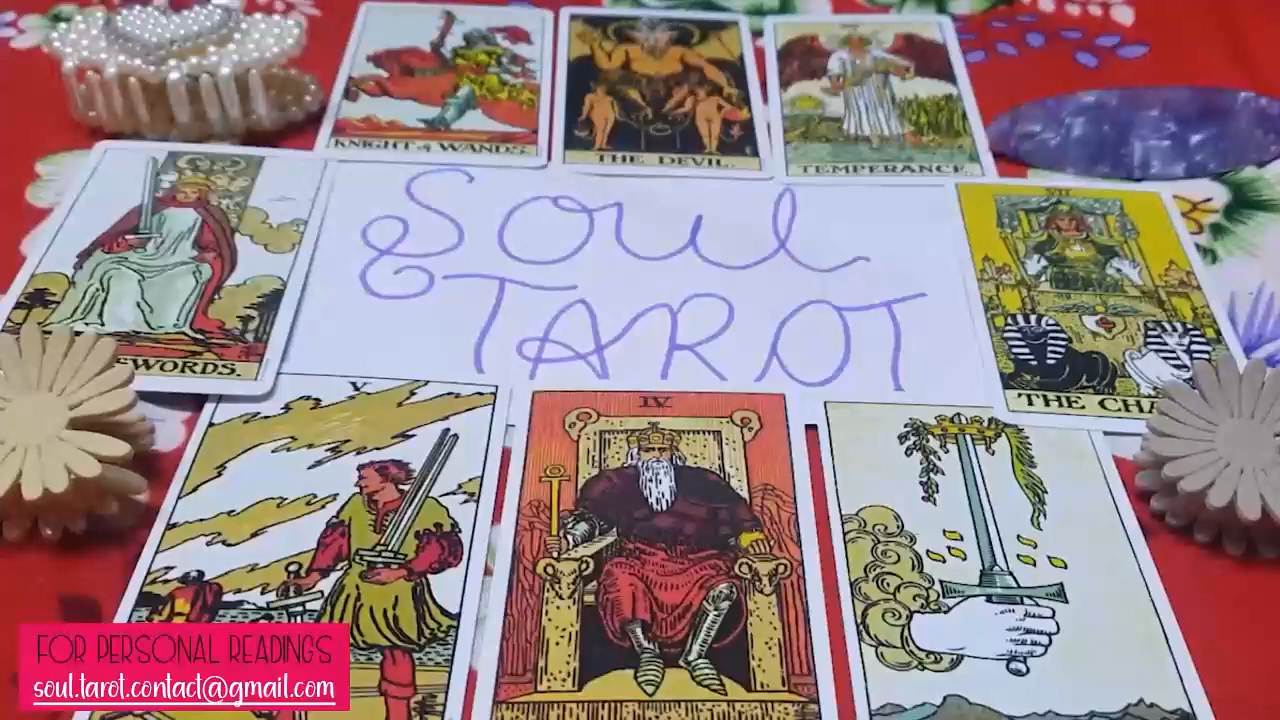 KNIGHT of WANDS.
THE DEVIL.
TEMPERANCE.
VII
Soul
TAROT
SWORDS.
THE CHA
V
IV
FOR PERSONAL READINGS
soul.tarot.contact@gmail.com